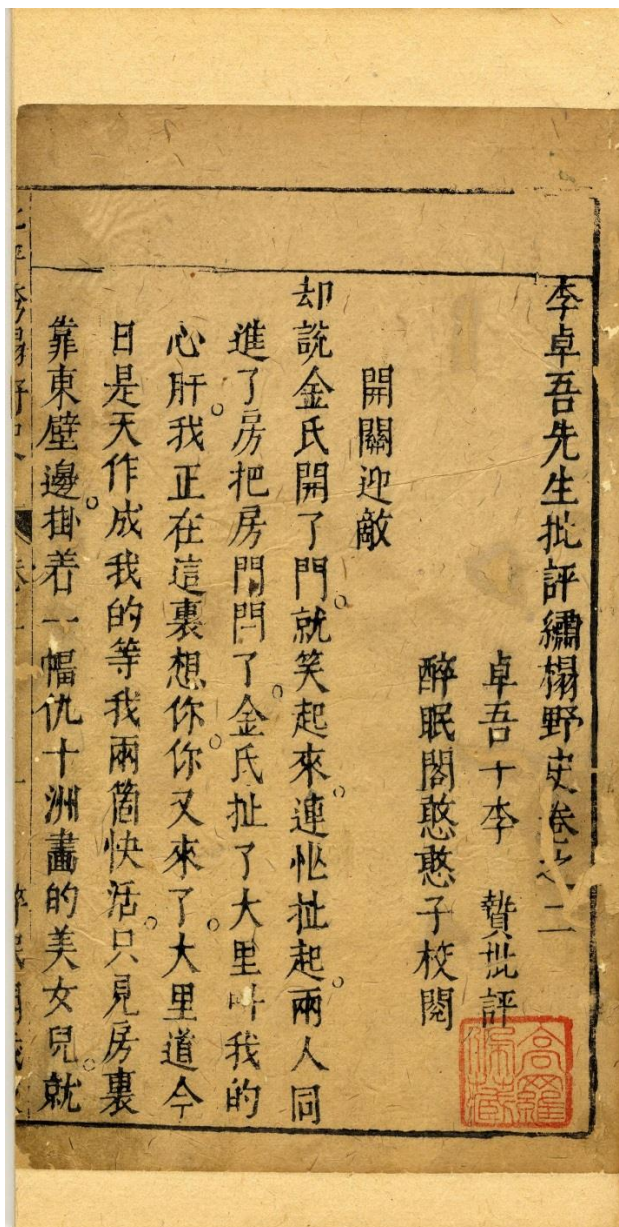 李卓吾先生批評繡榻野史卷之二
卓吾十李　贄批評
醉眠閣憨憨子校閱
開關迎敵
却說金氏開了門。就笑起來。連忙扯起。兩人同
進了房把房門閂了。金氏扯了大里叫我的
心肝。我正在這裏想你。你又來了。大里道今
日是天作成我的等我兩箇快活。只見房裏
靠東壁邊。掛着一幅仇十洲畫的美女兒。就
高羅佩藏